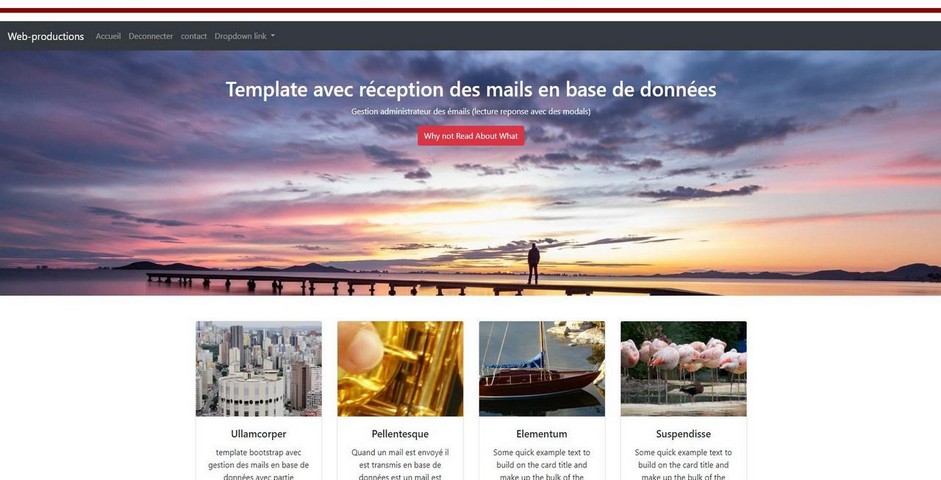 Web-productions Accueil Deconnecter contact Dropdown link
Template avec réception des mails en base de données
Gestion administrateur des émails (lecture reponse avec des modals)
Why not Read About What
Ullamcorper
template bootstrap avec
gestion des mails en base de
données avec partie
Pellentesque
Quand un mail est envoyé il
est transmis en base de
données est un mail est
Elementum
Some quick example text to
build on the card title and
make up the bulk of the
Suspendisse
Some quick example text to
build on the card title and
make up the bulk of the